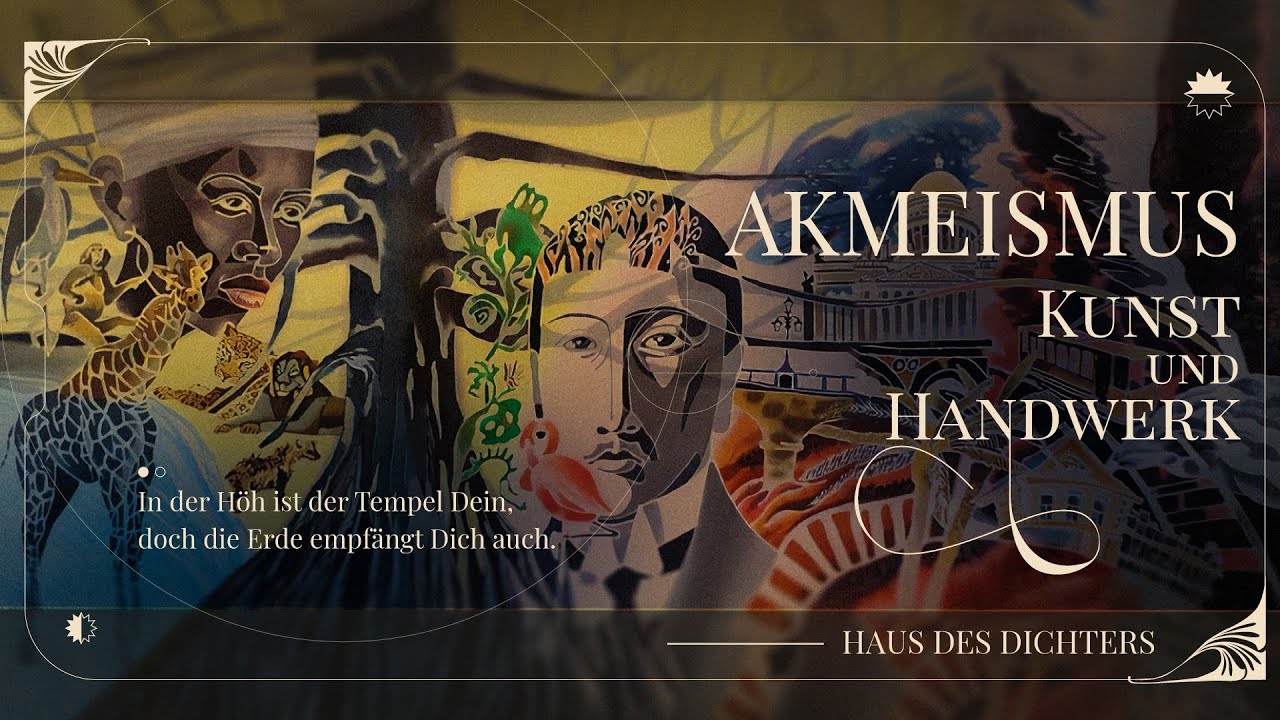 AKMEISMUS
KUNST
UND
HANDWERK
In der Höh ist der Tempel Dein,
doch die Erde empfängt Dich auch.
HAUS DES DICHTERS